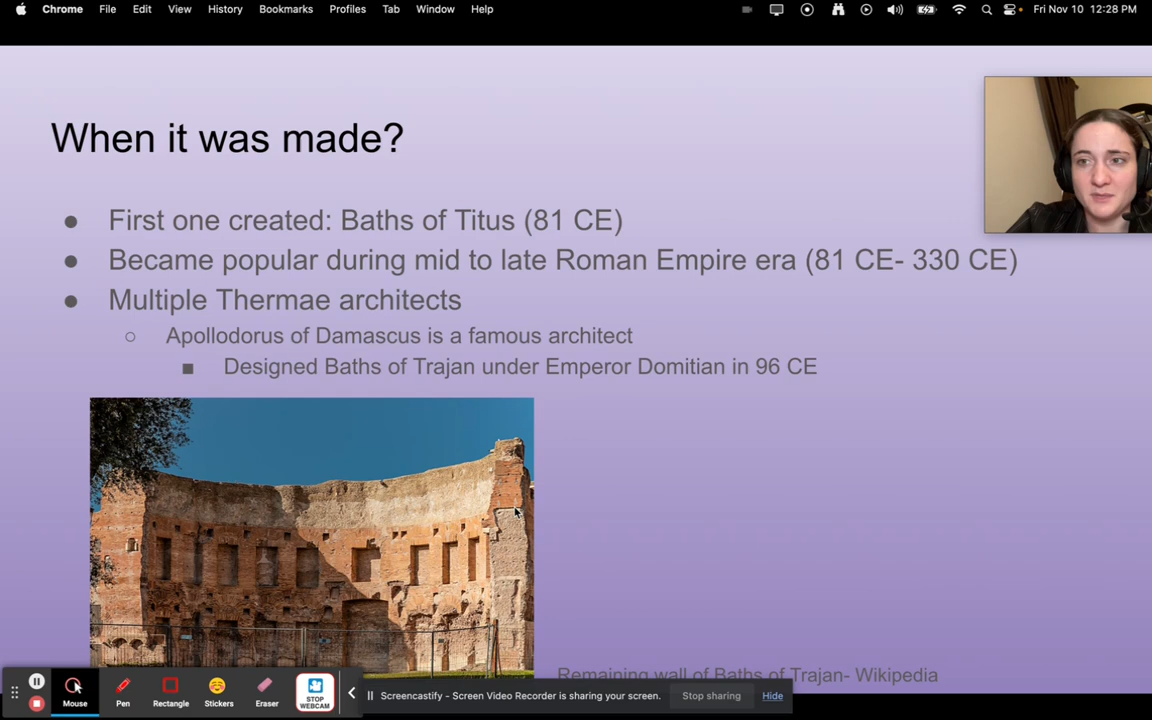 Chrome File Edit View History Bookmarks Profiles Tab Window Help Fri Nov 10 12:28 PM
When it was made?
● First one created: Baths of Titus (81 CE)
● Became popular during mid to late Roman Empire era (81 CE- 330 CE)
● Multiple Thermae architects
○ Apollodorus of Damascus is a famous architect
■ Designed Baths of Trajan under Emperor Domitian in 96 CE
Remaining wall of Baths of Trajan- Wikipedia
Mouse Pen Rectangle Stickers Eraser STOP WEBCAM
Screencastify - Screen Video Recorder is sharing your screen. Stop sharing Hide